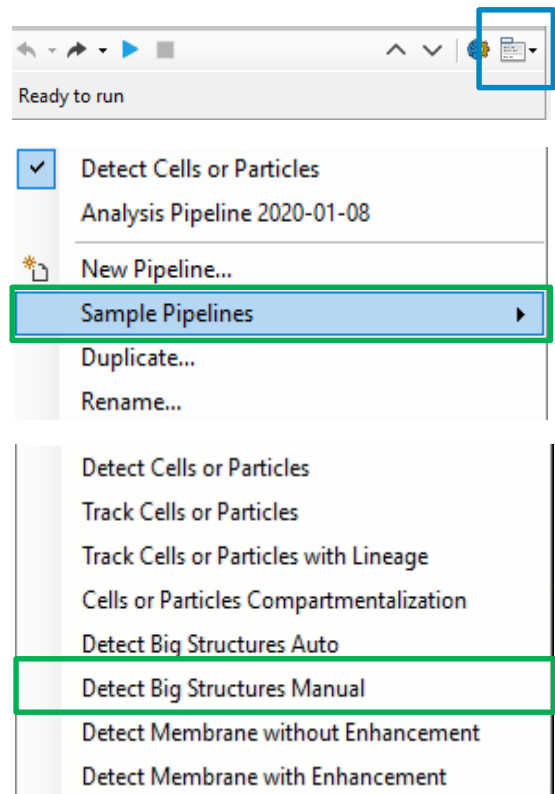 Ready to run
Detect Cells or Particles
Analysis Pipeline 2020-01-08
New Pipeline...
Sample Pipelines
Duplicate...
Rename...
Detect Cells or Particles
Track Cells or Particles
Track Cells or Particles with Lineage
Cells or Particles Compartmentalization
Detect Big Structures Auto
Detect Big Structures Manual
Detect Membrane without Enhancement
Detect Membrane with Enhancement